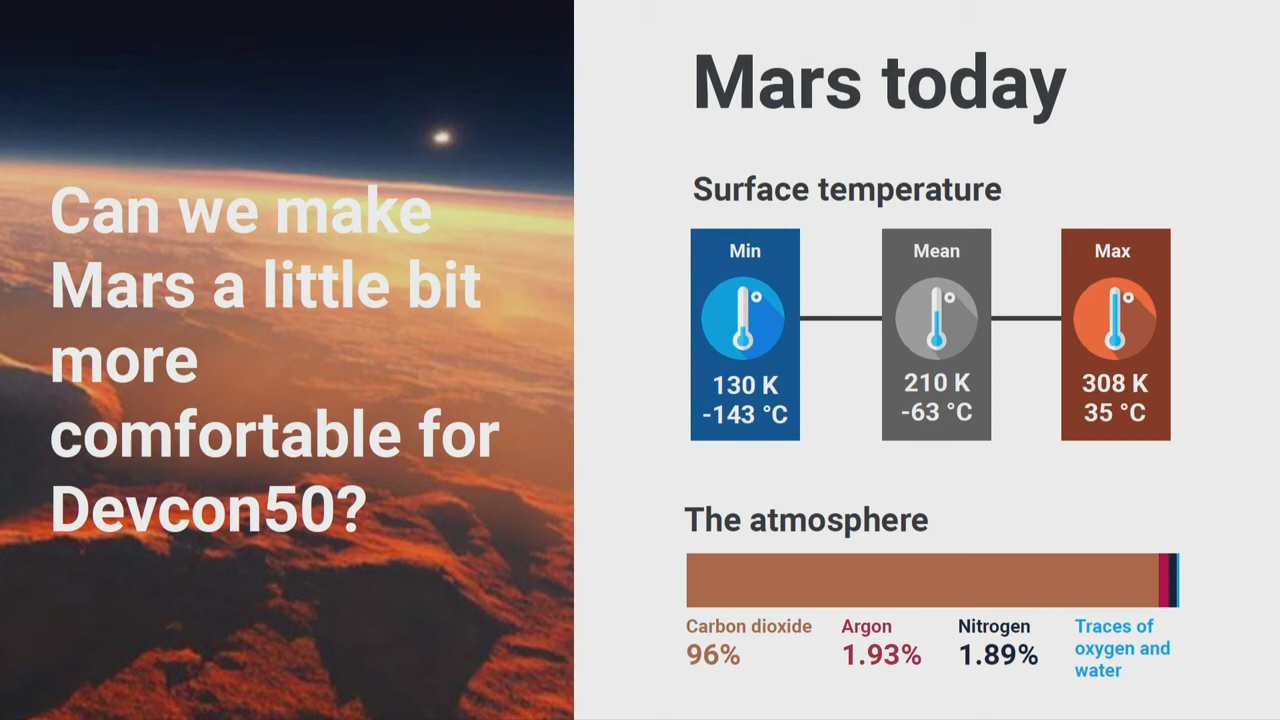 Can we make
Mars a little bit
more
comfortable for
Devcon50?
Mars today
Surface temperature
Min
130 K
-143 °C
Mean
210 K
-63 °C
Max
308 K
35 °C
The atmosphere
Carbon dioxide
96%
Argon
1.93%
Nitrogen
1.89%
Traces of
oxygen and
water